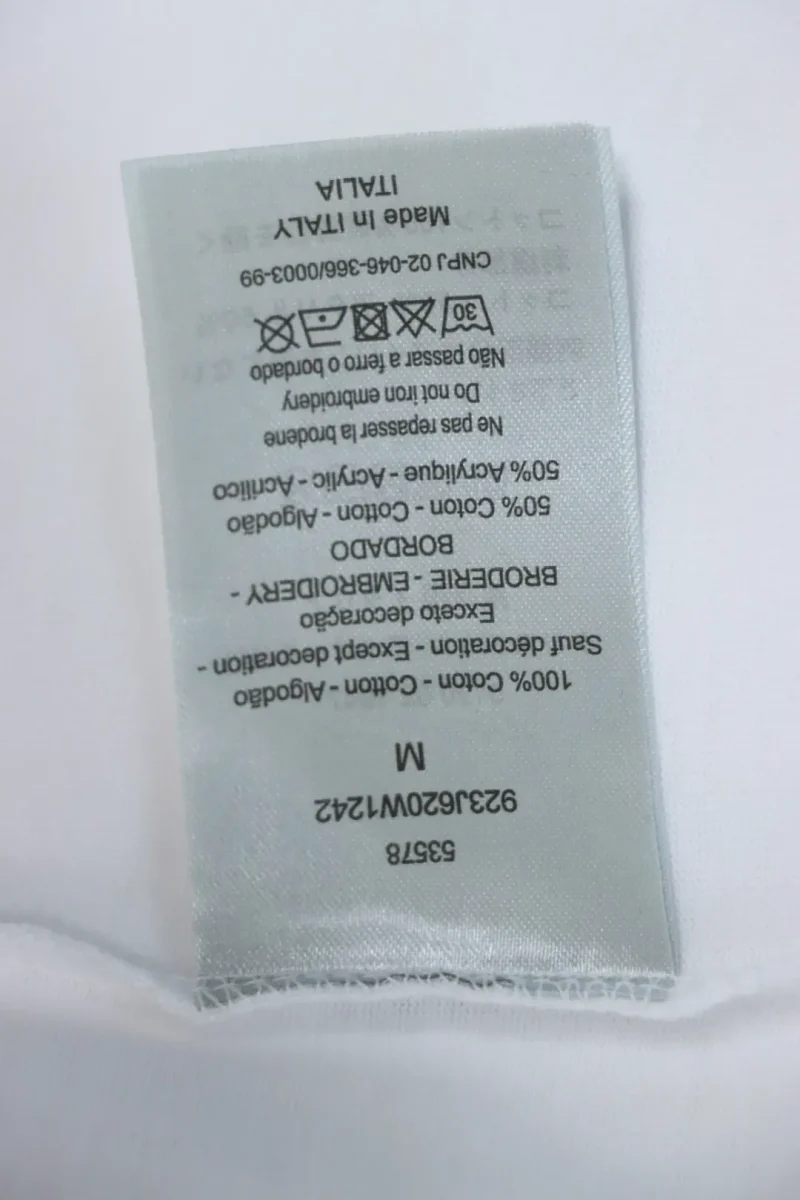 53578
923J620W1242
M
100% Coton - Cotton - Algodão
Sauf décoration - Except decoration -
Exceto decoração
BRODERIE - EMBROIDERY -
BORDADO
50% Coton - Cotton - Algodão
50% Acrylique - Acrylic - Acrílico
Ne pas repasser la brodene
Do not iron embroidery
Não passar a ferro o bordado
30
CNPJ 02-046-366/0003-99
Made In ITALY
ITALIA